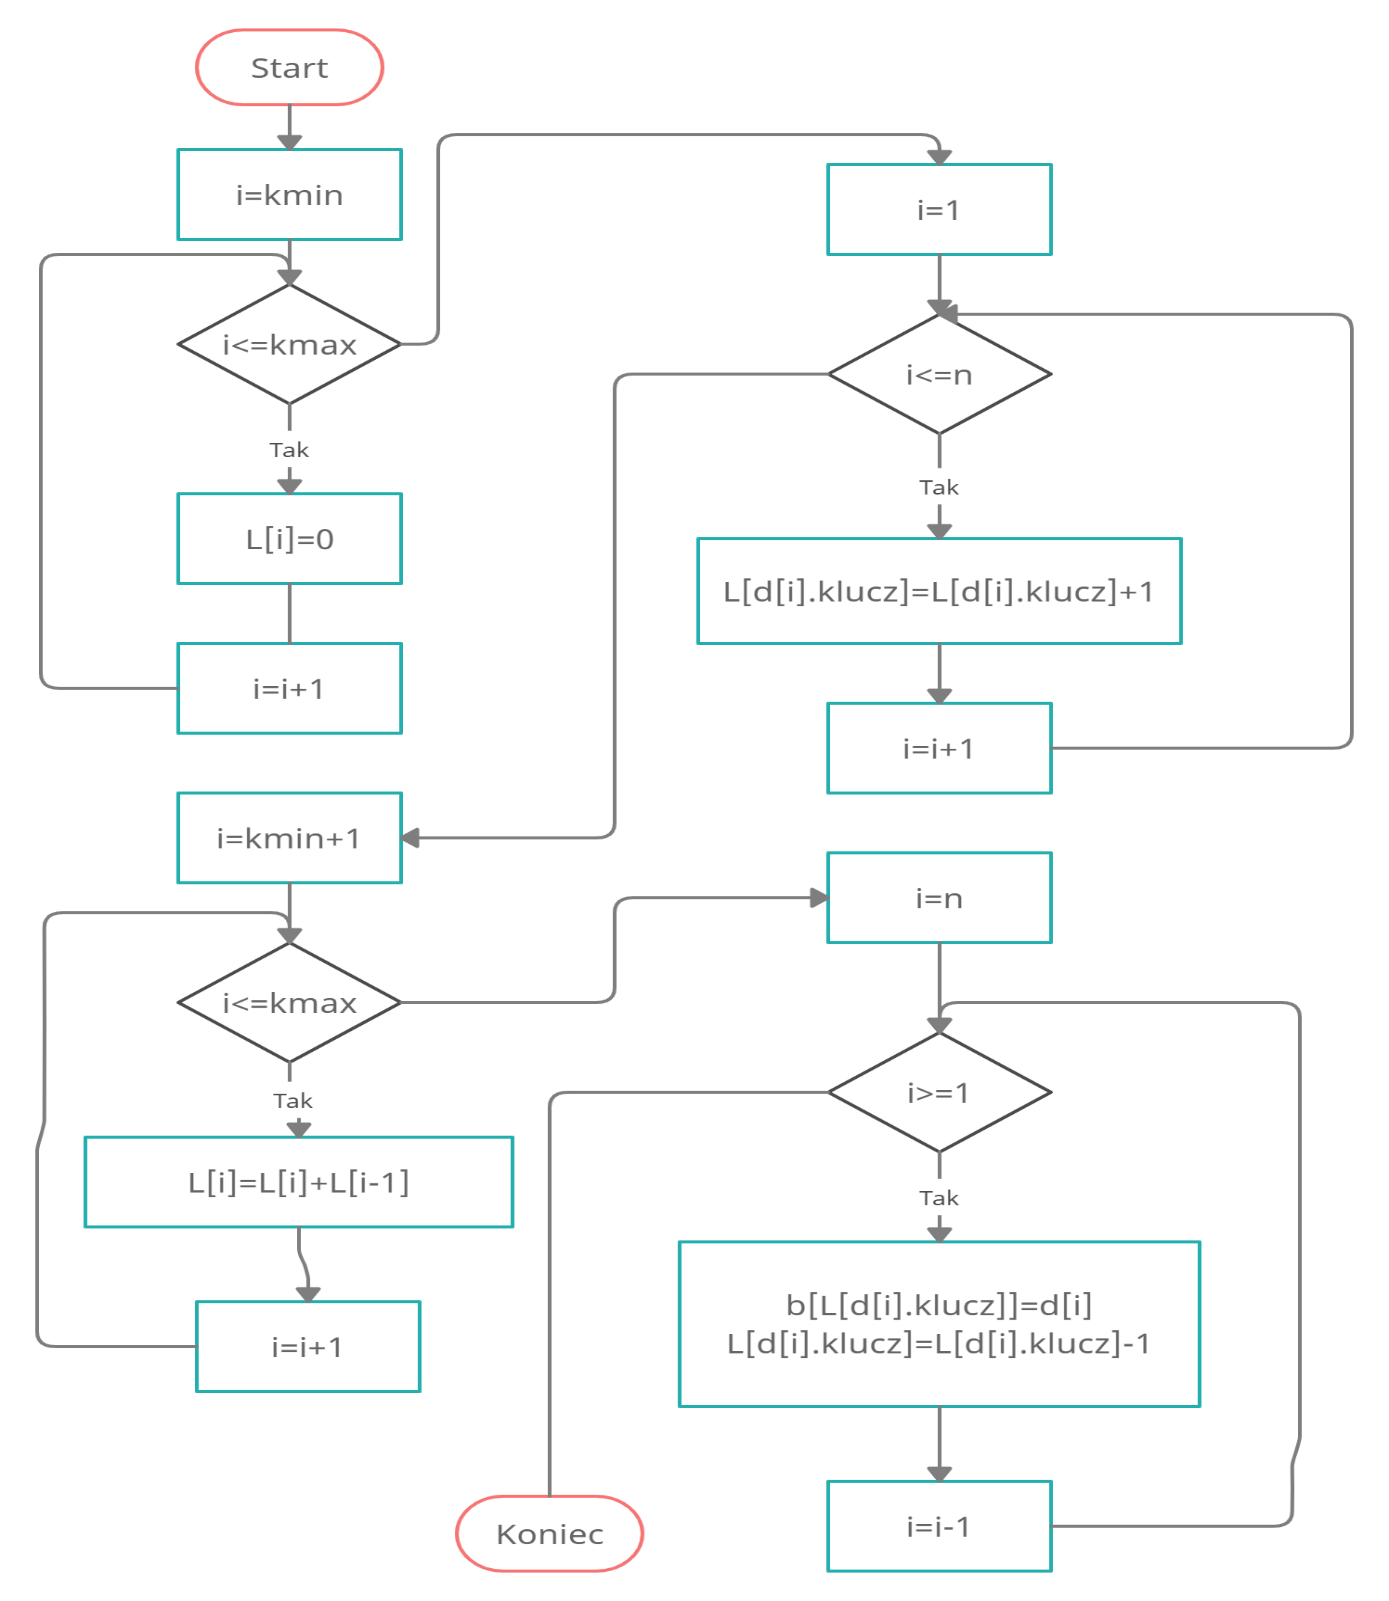 Start
i=kmin
i<=kmax
Tak
L[i]=0
i=i+1
i=1
i<=n
Tak
L[d[i].klucz]=L[d[i].klucz]+1
i=i+1
i=kmin+1
i<=kmax
Tak
L[i]=L[i]+L[i-1]
i=i+1
i=n
i>=1
Tak
b[L[d[i].klucz]]=d[i]
L[d[i].klucz]=L[d[i].klucz]-1
i=i-1
Koniec